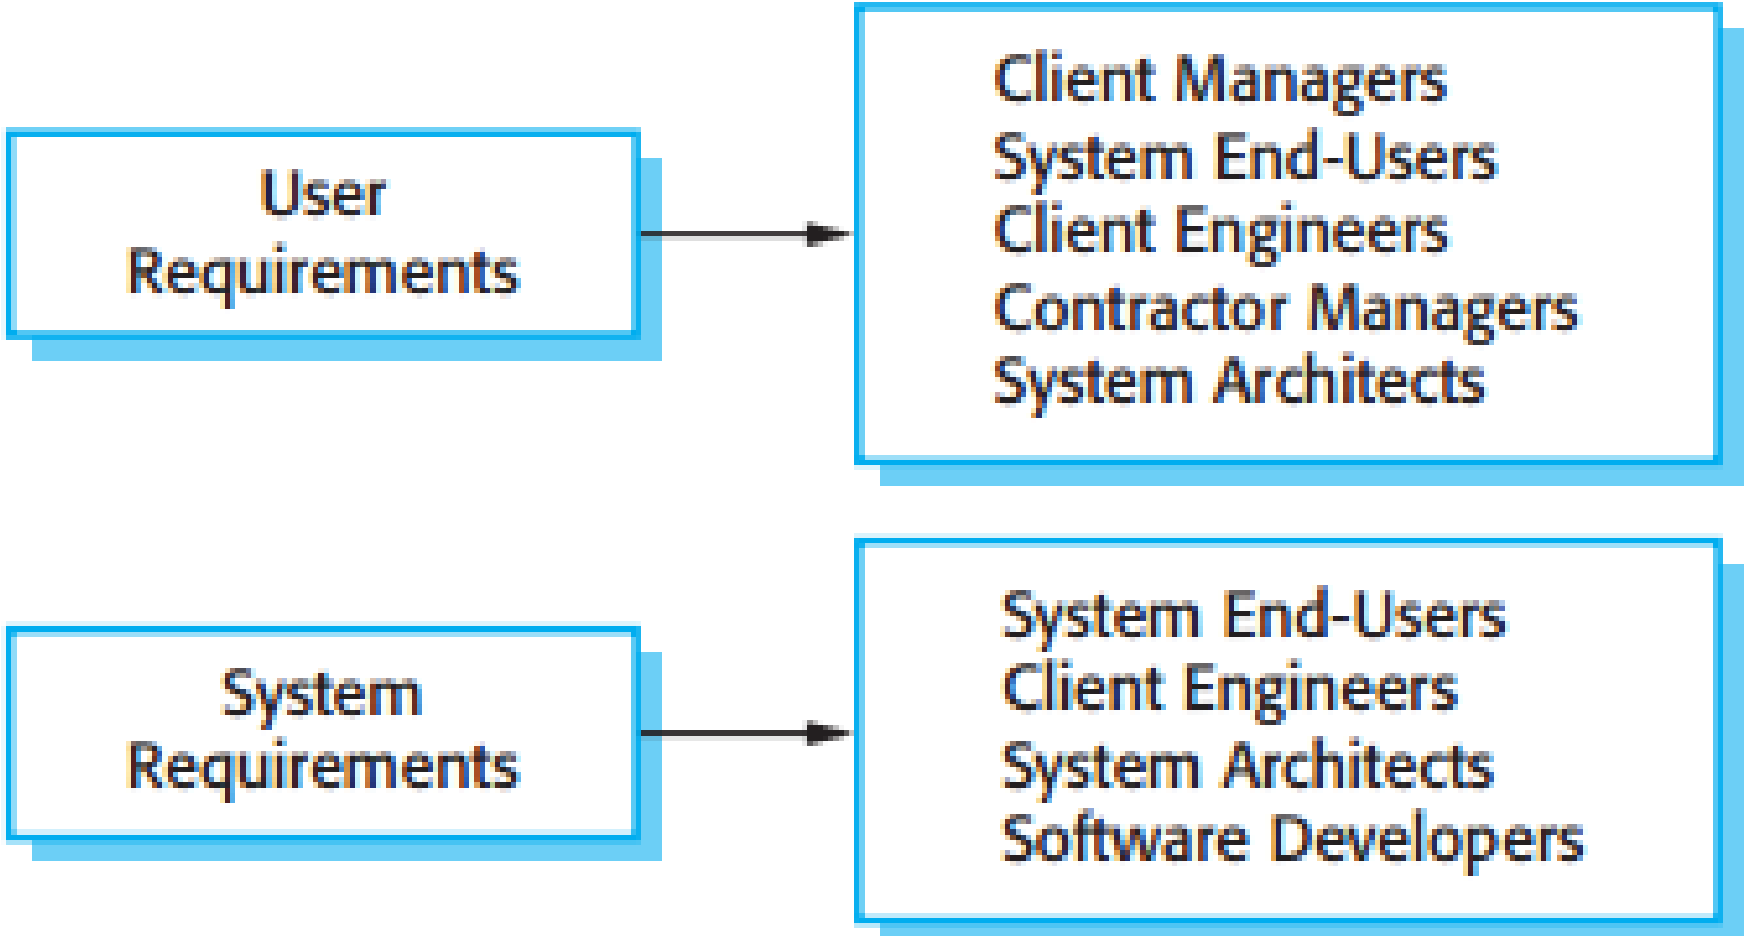 User
Requirements
Client Managers
System End-Users
Client Engineers
Contractor Managers
System Architects
System
Requirements
System End-Users
Client Engineers
System Architects
Software Developers